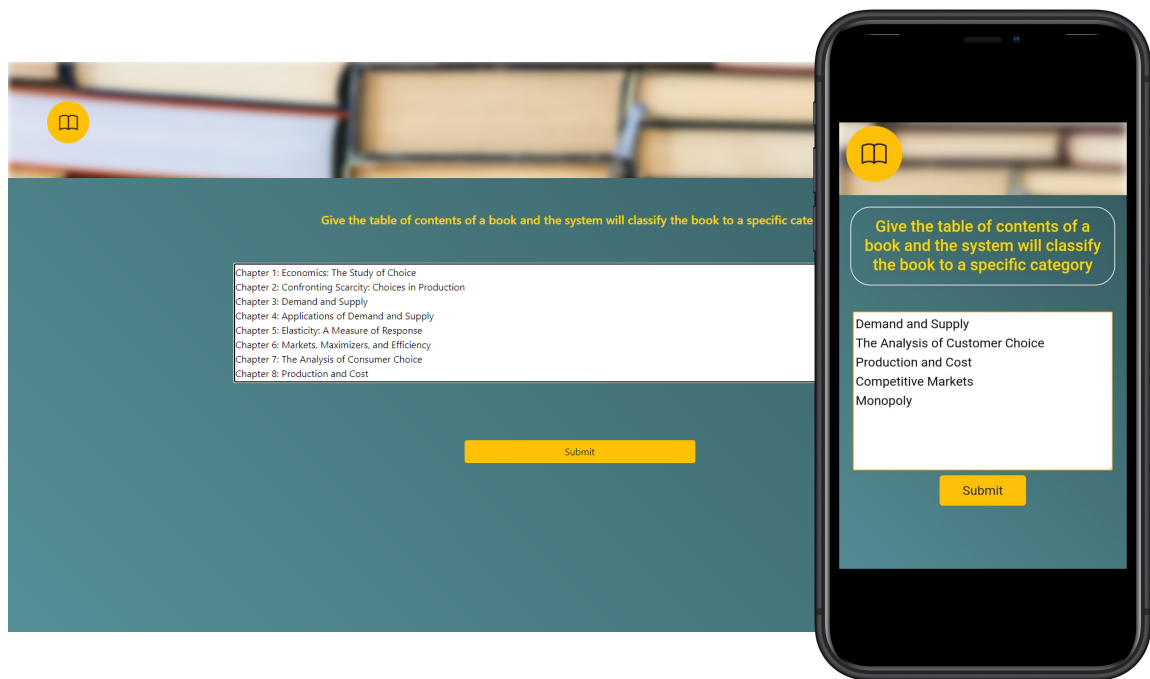 Give the table of contents of a book and the system will classify the book to a specific cate
Chapter 1: Economics: The Study of Choice
Chapter 2: Confronting Scarcity: Choices in Production
Chapter 3: Demand and Supply
Chapter 4: Applications of Demand and Supply
Chapter 5: Elasticity: A Measure of Response
Chapter 6: Markets, Maximizers, and Efficiency
Chapter 7: The Analysis of Consumer Choice
Chapter 8: Production and Cost
Submit
Give the table of contents of a
book and the system will classify
the book to a specific category
Demand and Supply
The Analysis of Customer Choice
Production and Cost
Competitive Markets
Monopoly
Submit